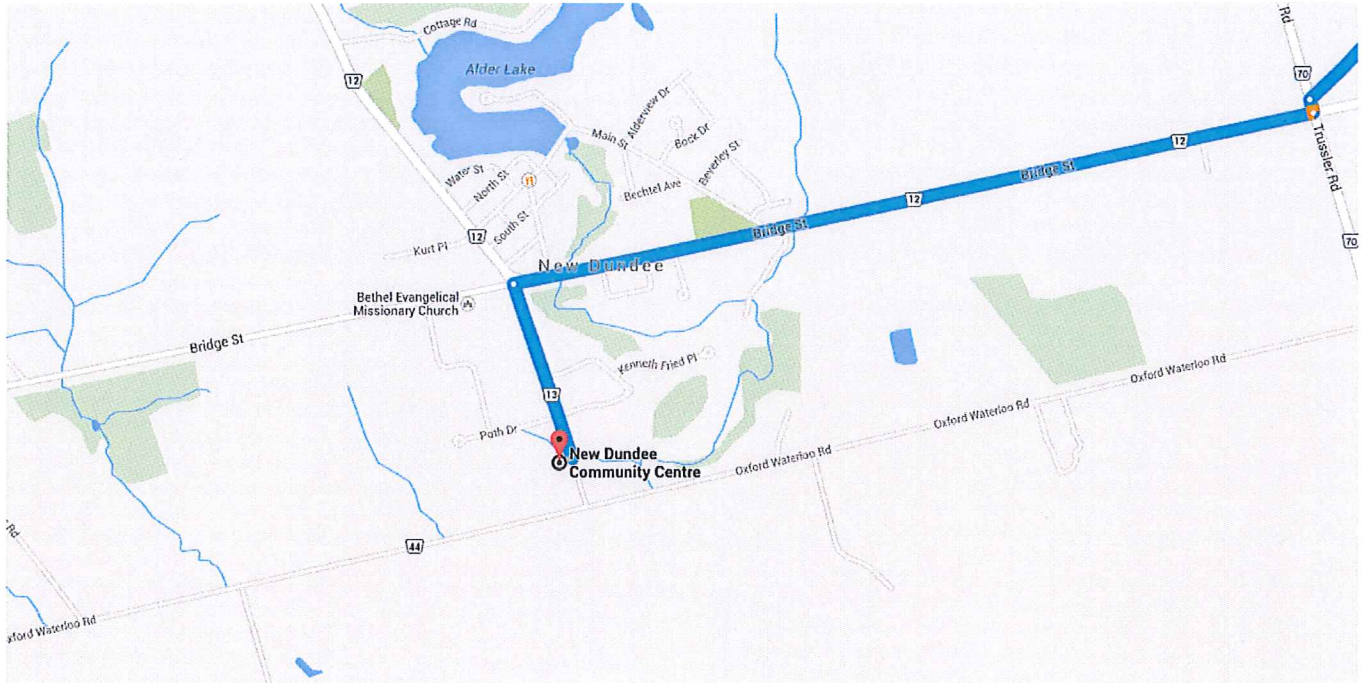 Cottage Rd
Rd
Alder Lake
70
12
Alderview Dr
Main St
Bock Dr
12
Trussler Rd
Water St
North St
Beverley St
Bridge St
Bechtel Ave
12
South St
Bridge St
12
Kurt Pl
70
New Dundee
Bethel Evangelical
Missionary Church
Bridge St
Kenneth Fried Pl
Oxford Waterloo Rd
13
Oxford Waterloo Rd
Poth Dr
New Dundee
Community Centre
Oxford Waterloo Rd
Rd
44
xford Waterloo Rd